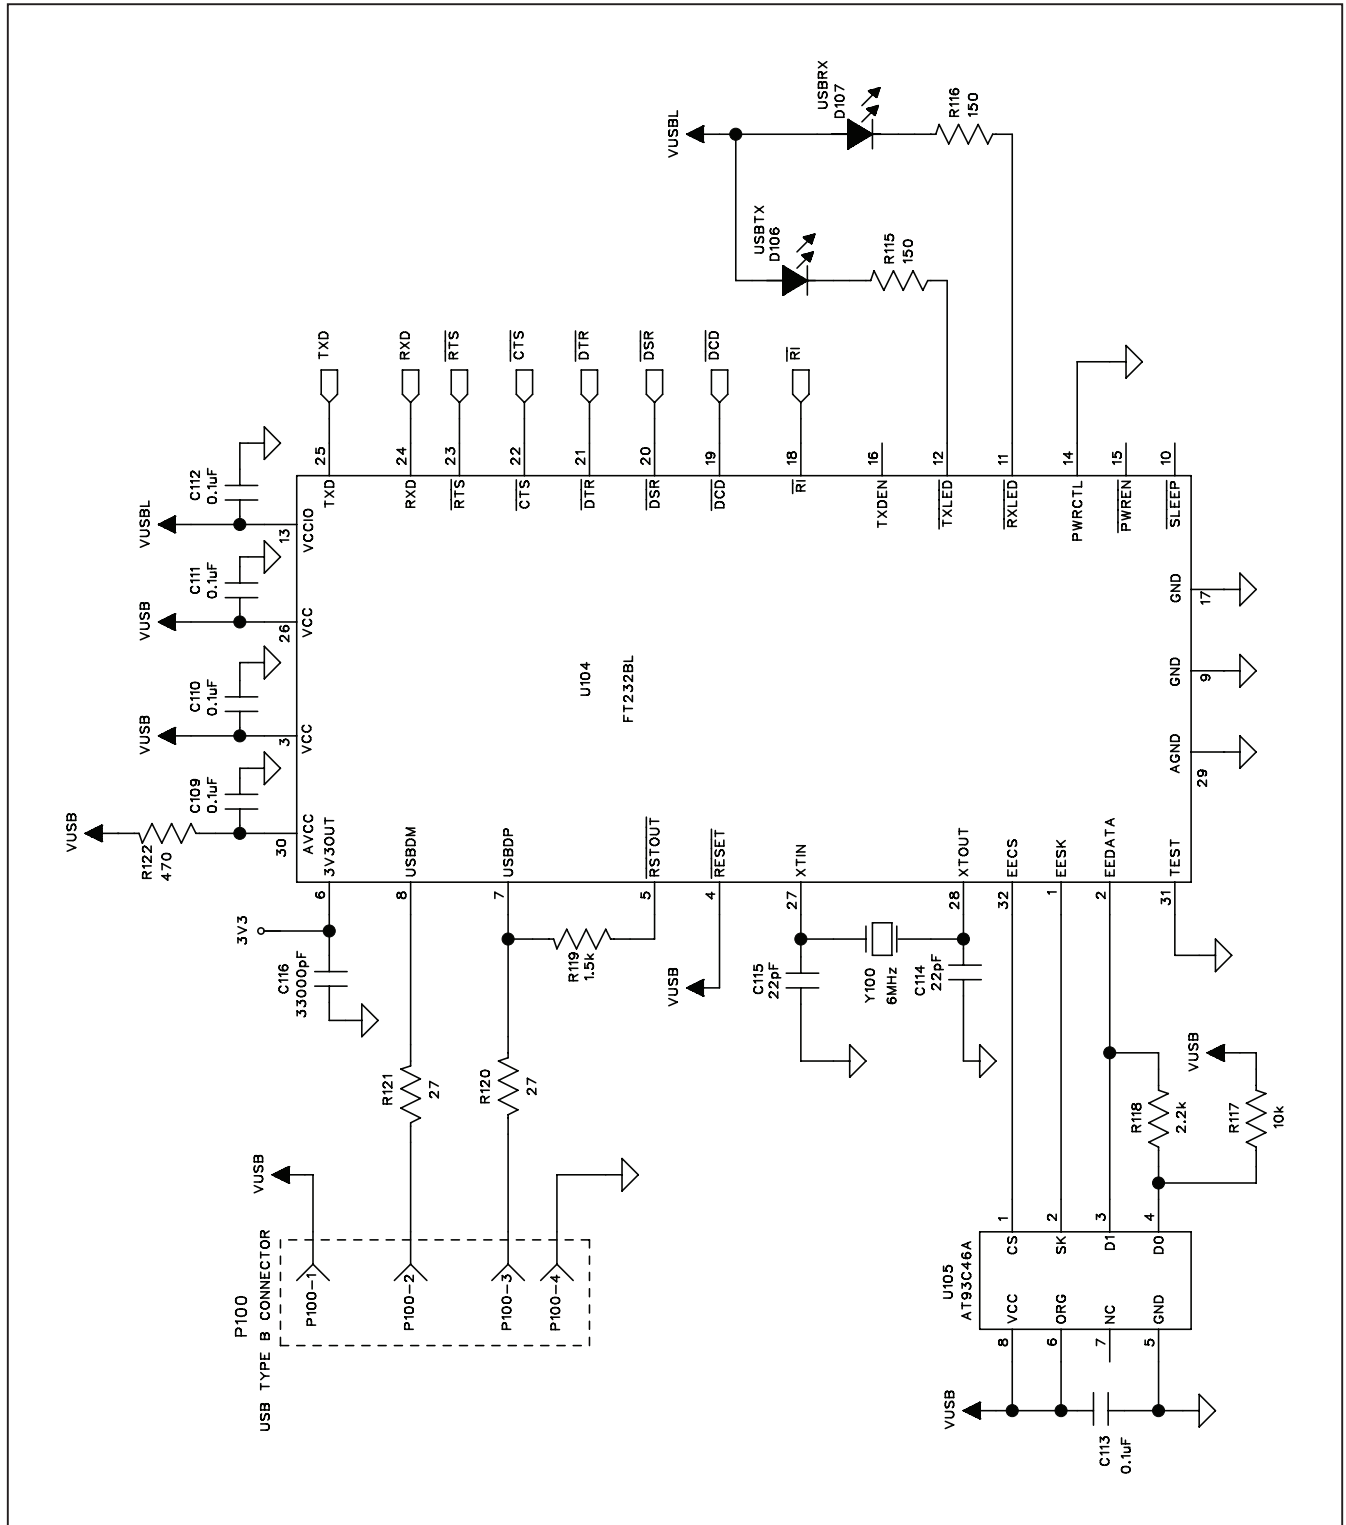 P100
USB TYPE B CONNECTOR
P100-1
P100-2
P100-3
P100-4
VUSB
R121
27
R120
27
3V3
C116
33000pF
R119
1.5k
VUSB
C115
22pF
Y100
6MHz
C114
22pF
VUSB
R122
470
C109
0.1uF
VUSB
C110
0.1uF
VUSB
C111
0.1uF
VUSBL
C112
0.1uF
30
AVCC
3
VCC
26
VCC
13
VCCIO
6
3V3OUT
8
USBDM
7
USBDP
5
RSTOUT
4
RESET
27
XTIN
28
XTOUT
32
EECS
1
EESK
2
EEDATA
31
TEST
U104
FT232BL
TXD
25
TXD
RXD
24
RXD
RTS
23
RTS
CTS
22
CTS
DTR
21
DTR
DSR
20
DSR
DCD
19
DCD
RI
18
RI
TXDEN
16
TXLED
12
RXLED
11
PWRCTL
14
PWREN
15
SLEEP
10
AGND
29
GND
9
GND
17
VUSBL
USBTX
D106
R115
150
USBRX
D107
R116
150
U105
AT93C46A
VCC
8
ORG
6
NC
7
GND
5
CS
1
SK
2
D1
3
D0
4
VUSB
C113
0.1uF
R118
2.2k
R117
10k
VUSB